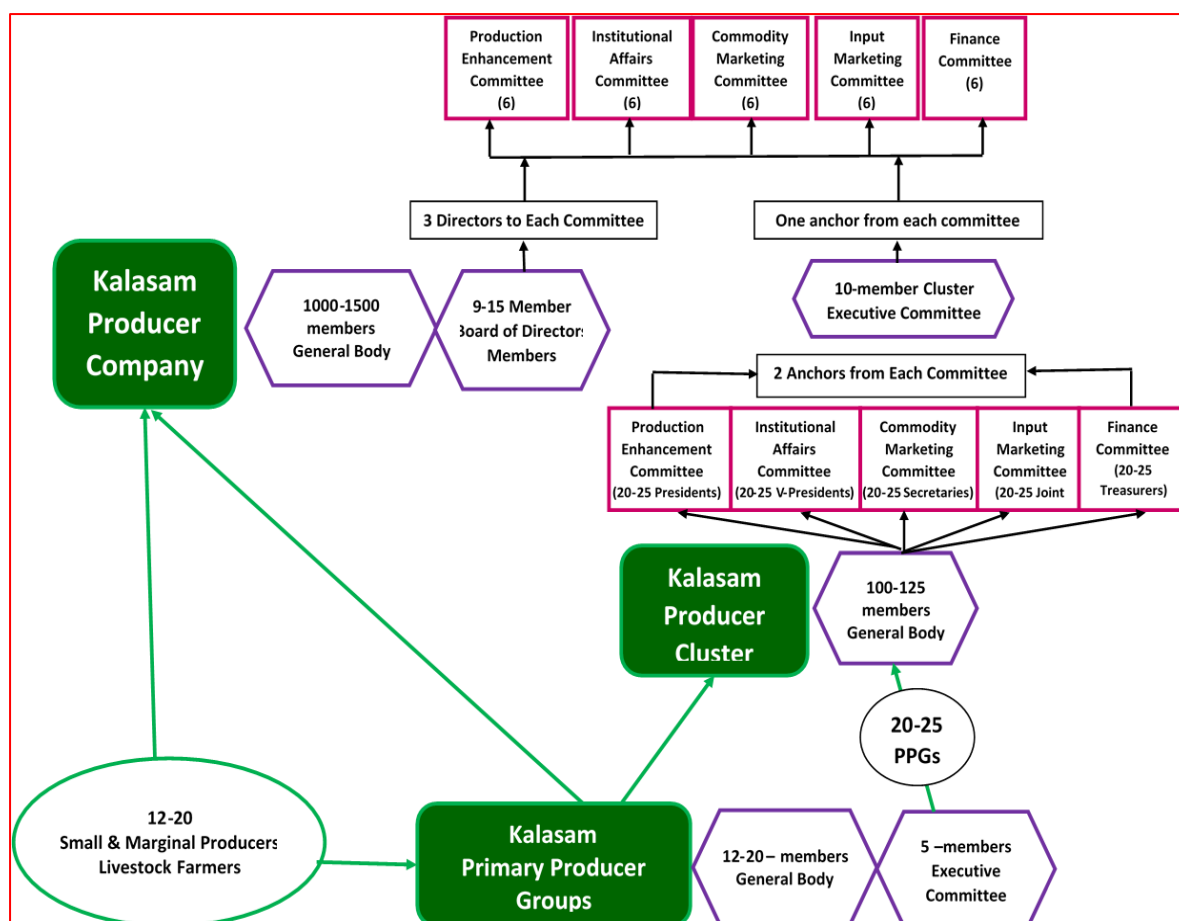 Production
Enhancement
Committee
(6)
Institutional
Affairs
Committee
(6)
Commodity
Marketing
Committee
(6)
Input
Marketing
Committee
(6)
Finance
Committee
(6)
3 Directors to Each Committee
One anchor from each committee
Kalasam
Producer
Company
1000-1500
members
General Body
9-15 Member
Board of Directors
Members
10-member Cluster
Executive Committee
2 Anchors from Each Committee
Production
Enhancement
Committee
(20-25 Presidents)
Institutional
Affairs
Committee
(20-25 V-Presidents)
Commodity
Marketing
Committee
(20-25 Secretaries)
Input
Marketing
Committee
(20-25 Joint
Finance
Committee
(20-25
Treasurers)
Kalasam
Producer
Cluster
100-125
members
General Body
20-25
PPGs
12-20
Small & Marginal Producers
Livestock Farmers
Kalasam
Primary Producer
Groups
12-20 – members
General Body
5 –members
Executive
Committee